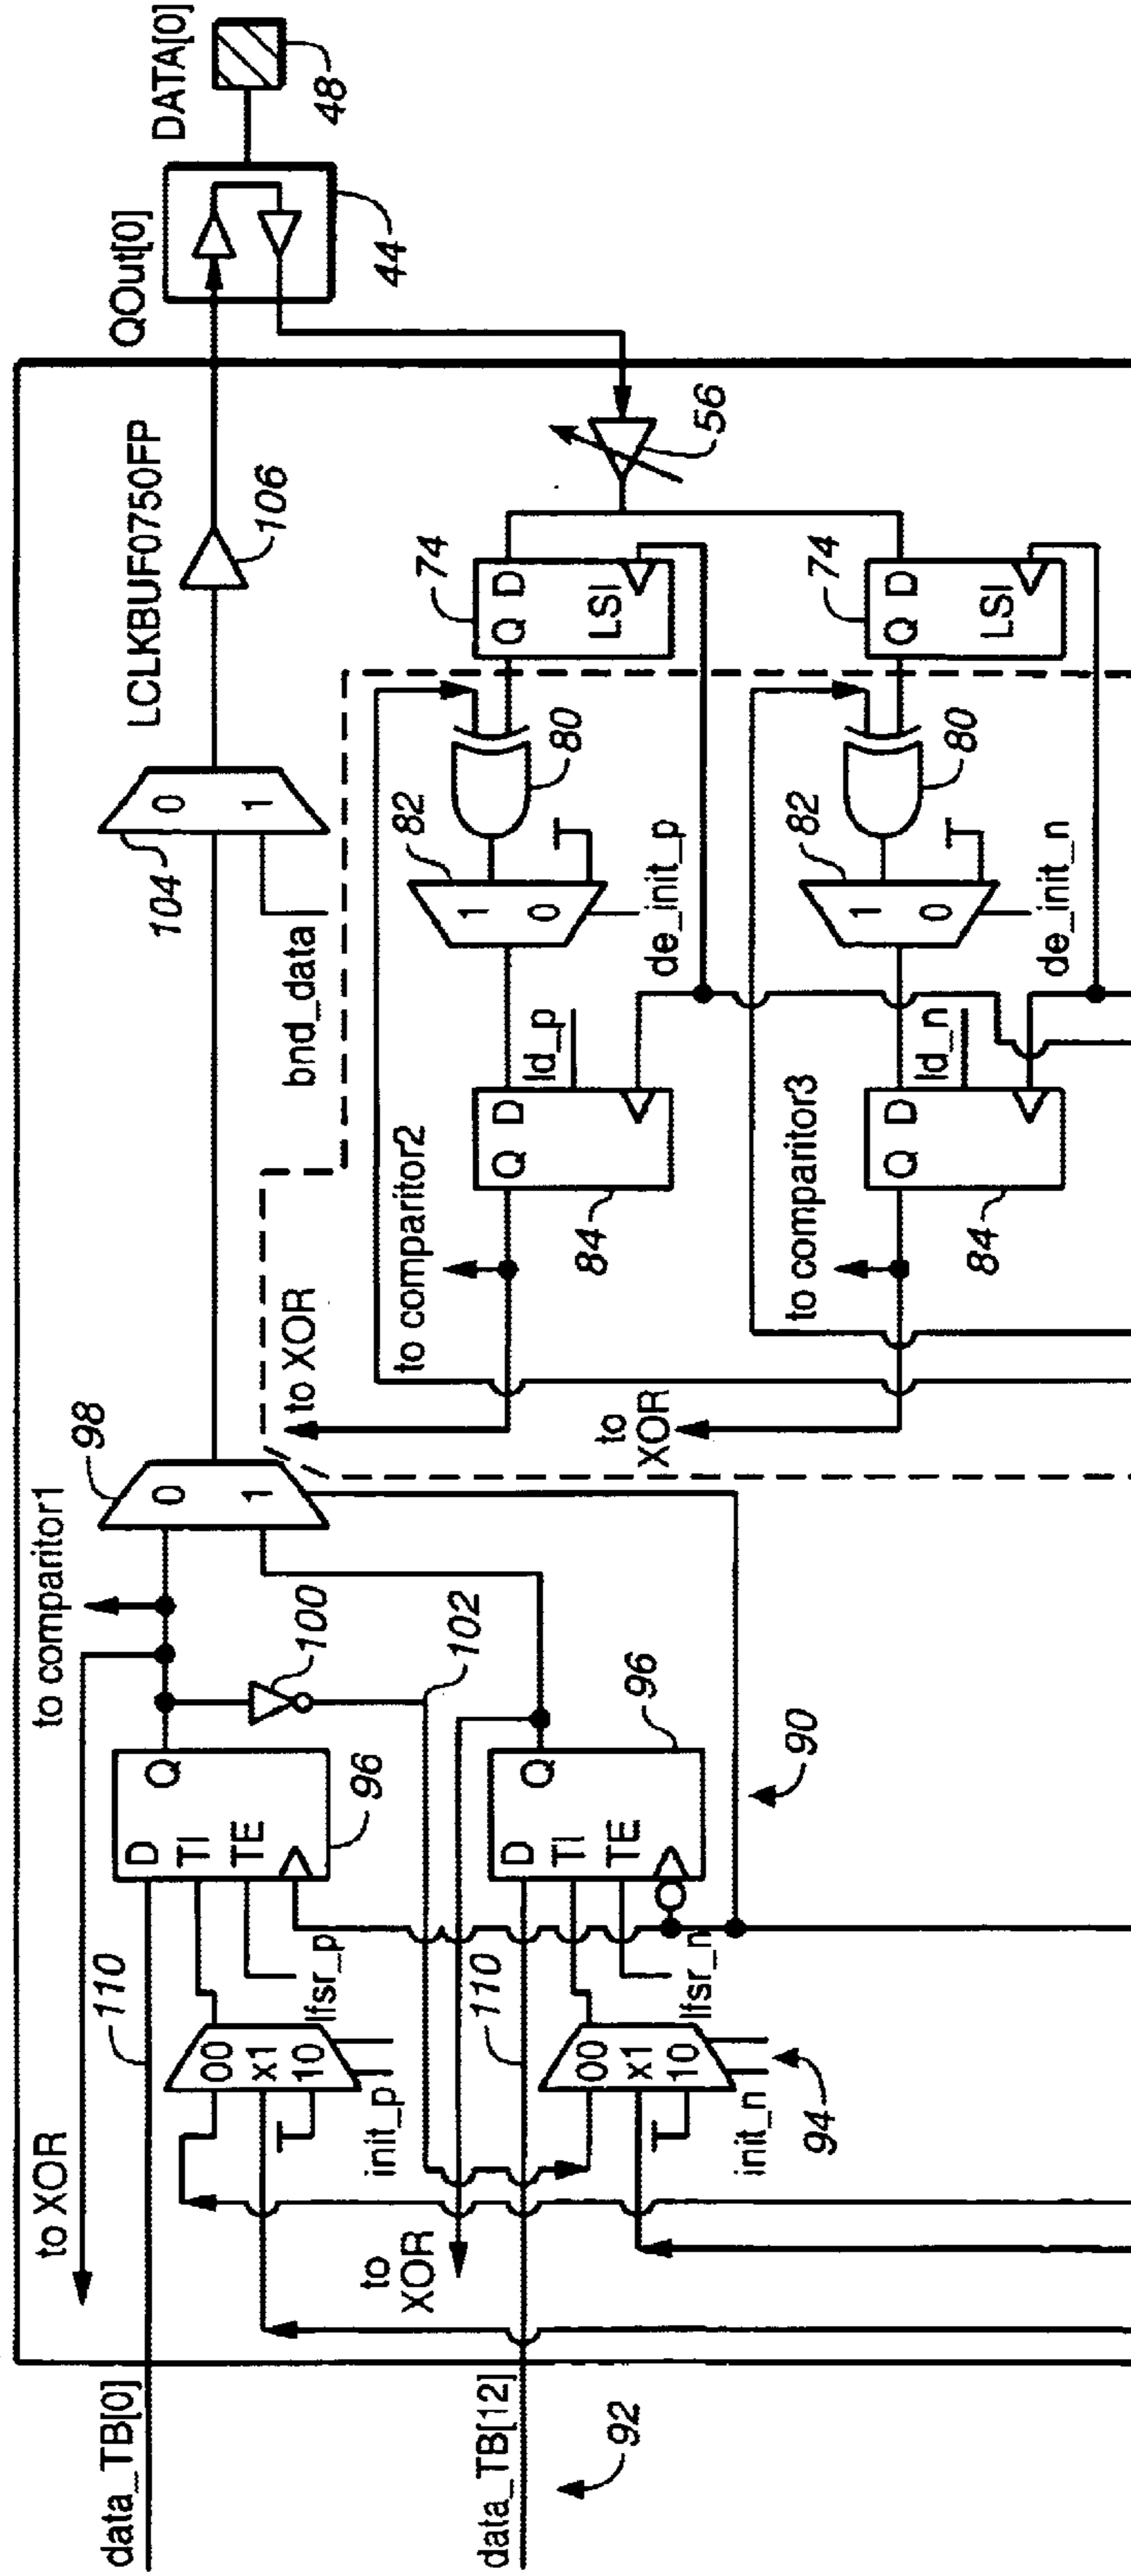 data_TB[0]
data_TB[12]
92
to XOR
to
XOR
110
110
00
x1
10
init_p
lfsr_p
00
x1
10
init_n
lfsr_n
94
D
TI
TE
Q
96
D
TI
TE
Q
96
90
100
102
to comparitor1
98
0
1
to XOR
to
XOR
to comparitor2
to comparitor3
Q
D
84
ld_p
Q
D
84
ld_n
bnd_data
104
0
1
82
1
0
de_init_p
82
1
0
de_init_n
80
80
74
Q
D
LSI
74
Q
D
LSI
LCLKBUF0750FP
106
56
QOut[0]
44
DATA[0]
48